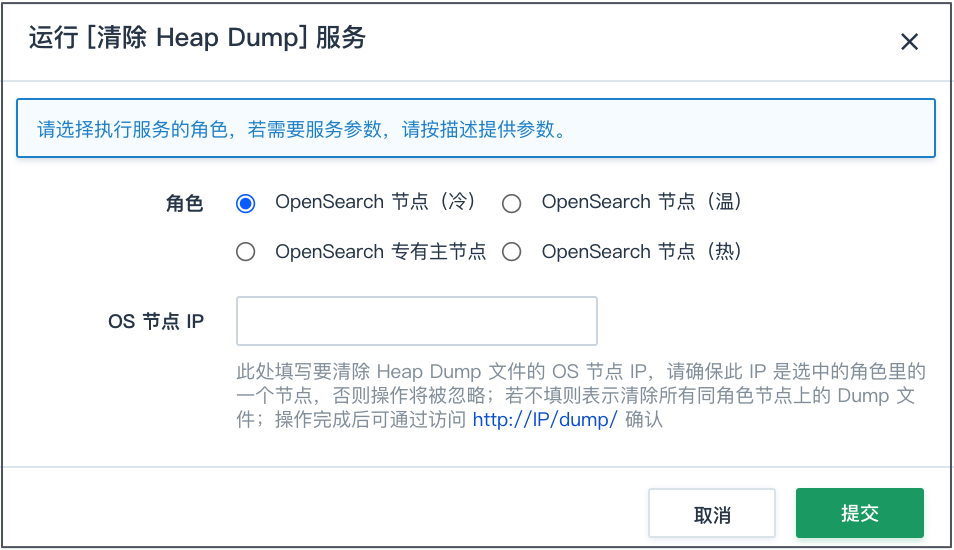 运行 [清除 Heap Dump] 服务
请选择执行服务的角色，若需要服务参数，请按描述提供参数。
角色 OpenSearch 节点（冷） OpenSearch 节点（温）
OpenSearch 专有主节点 OpenSearch 节点（热）
OS 节点 IP
此处填写要清除 Heap Dump 文件的 OS 节点 IP，请确保此 IP 是选中的角色里的
一个节点，否则操作将被忽略；若不填则表示清除所有同角色节点上的 Dump 文
件；操作完成后可通过访问 http://IP/dump/ 确认
取消 提交